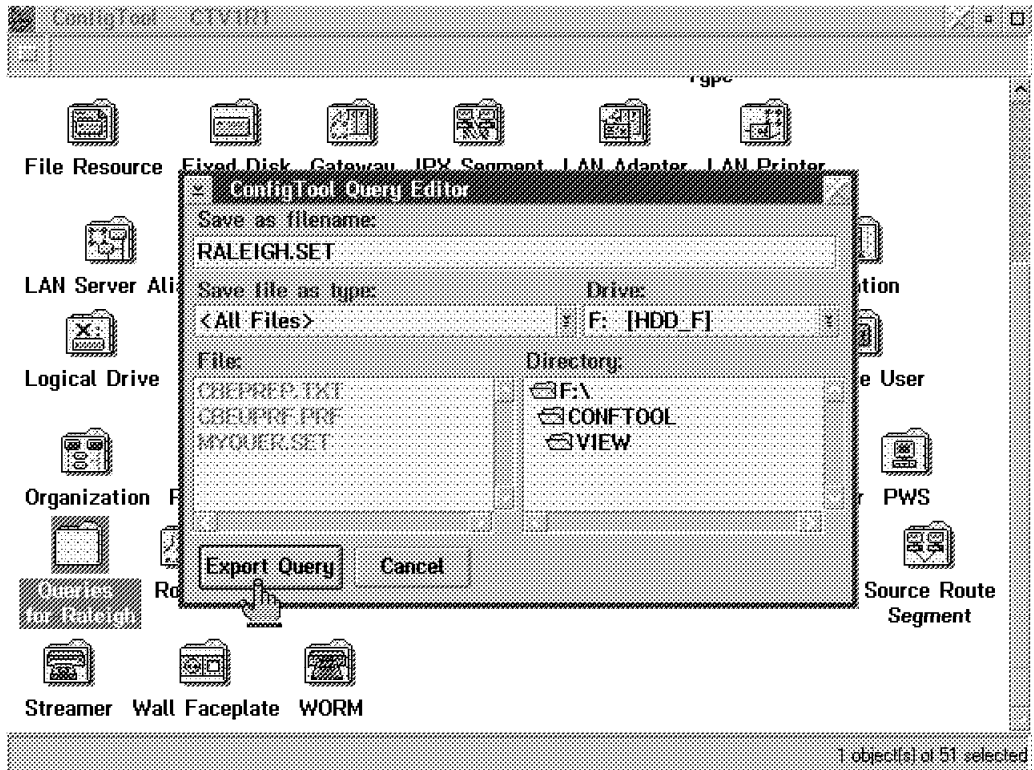 ConfigTool - CTV1R1
Type
File Resource Fixed Disk Gateway IPX Segment LAN Adapter LAN Printer
ConfigTool Query Editor
Save as filename:
RALEIGH.SET
LAN Server Ali
tion
Save file as type: Drive:
<All Files> F: [HDD_F]
File: Directory:
Logical Drive
e User
CBEPREP.TXT F:\
CBEUPRF.PRF CONFTOOL
MYQUER.SET VIEW
Organization F
r PWS
Export Query Cancel
Queries
for Raleigh
Ro
Source Route
Segment
Streamer Wall Faceplate WORM
1 object(s) of 51 selected